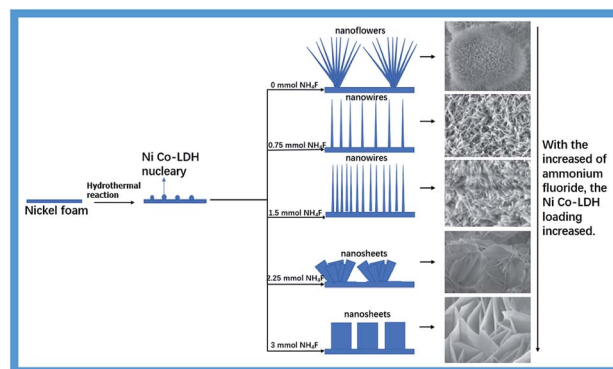 nanoflowers
0 mmol NH₄F
nanowires
0.75 mmol NH₄F
Ni Co-LDH
nucleary
Hydrothermal
reaction
Nickel foam
nanowires
1.5 mmol NH₄F
nanosheets
2.25 mmol NH₄F
nanosheets
3 mmol NH₄F
With the
increased of
ammonium
fluoride, the
Ni Co-LDH
loading
increased.